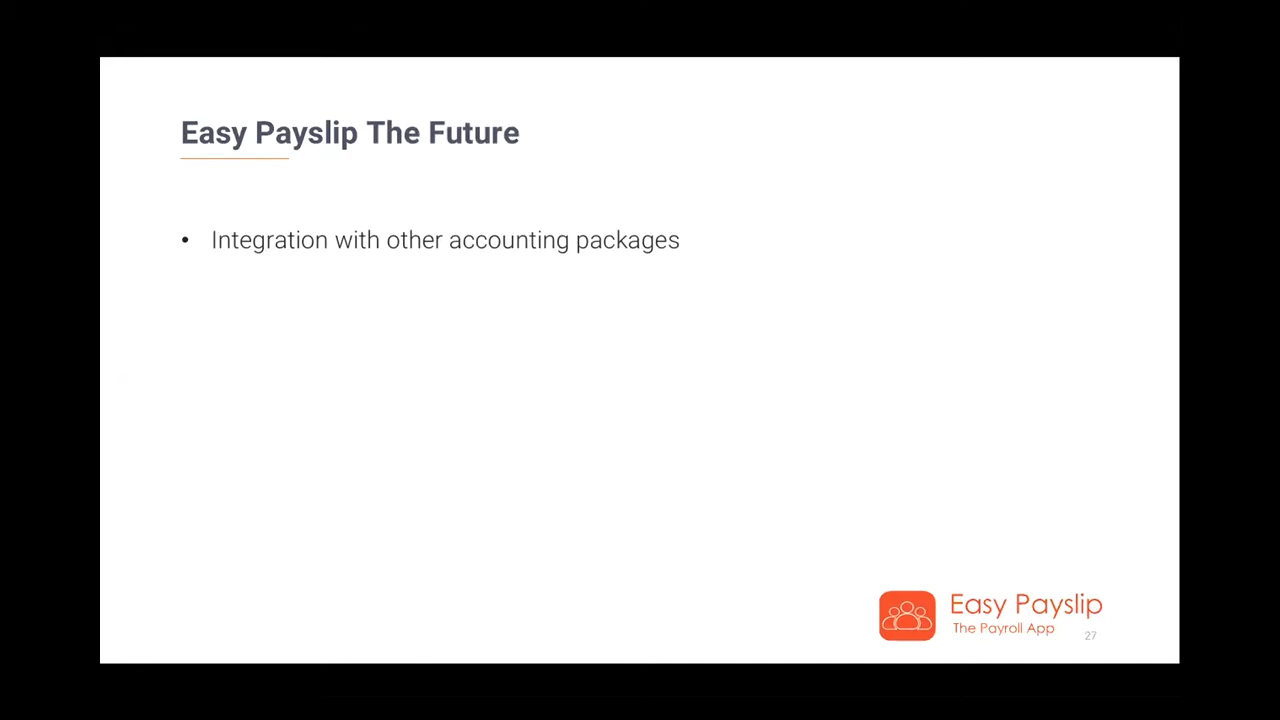 Easy Payslip The Future
• Integration with other accounting packages
Easy Payslip
The Payroll App
27